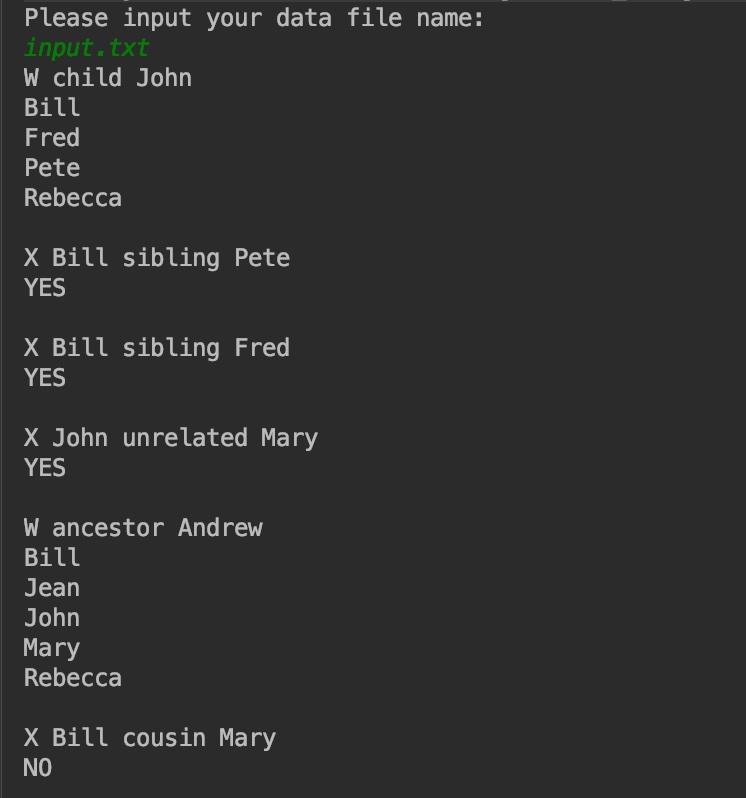 Please input your data file name:
input.txt
W child John
Bill
Fred
Pete
Rebecca
X Bill sibling Pete
YES
X Bill sibling Fred
YES
X John unrelated Mary
YES
W ancestor Andrew
Bill
Jean
John
Mary
Rebecca
X Bill cousin Mary
NO